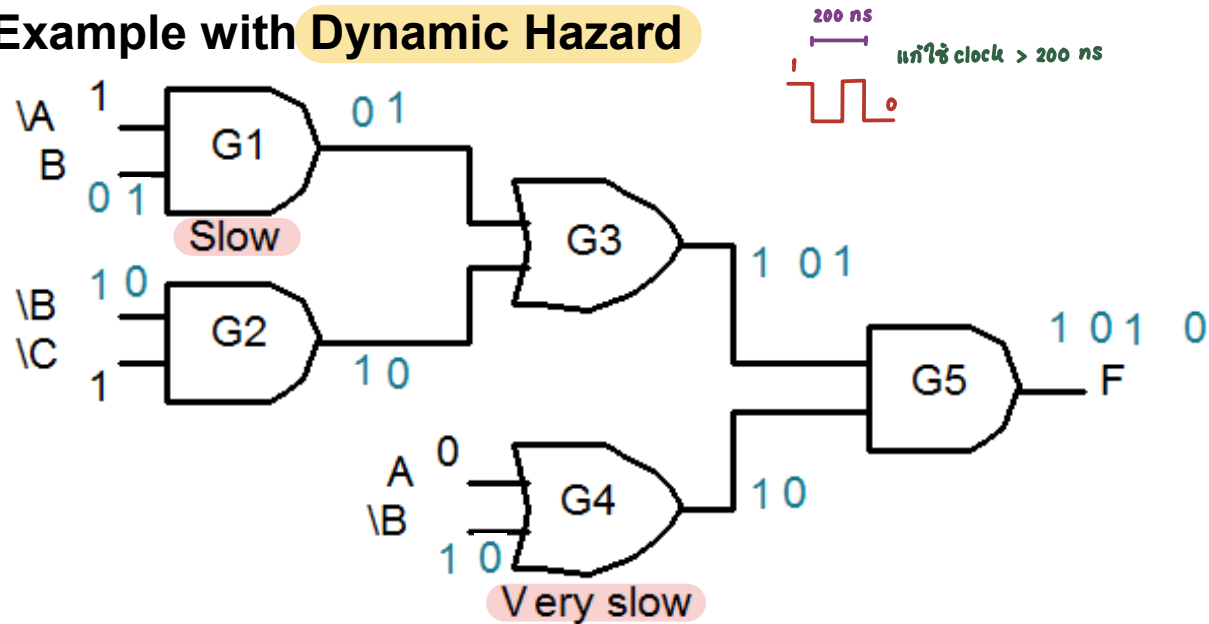 Example with Dynamic Hazard
200 ns
1
0
แก้ใช้ clock > 200 ns
\A 1
B
0 1
G1
Slow
0 1
\B 1 0
\C
1
G2
1 0
G3
1 0 1
A 0
\B
1 0
G4
Very slow
1 0
G5
1 0 1 0
F